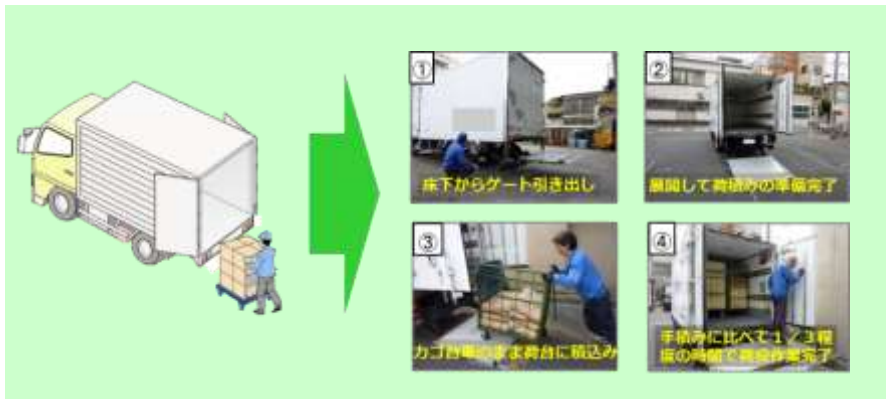 ①
床下からゲート引き出し
②
展開して荷積みの準備完了
③
カゴ台車のまま荷台に積込み
④
手積みに比べて1/3程
度の時間で荷役作業完了